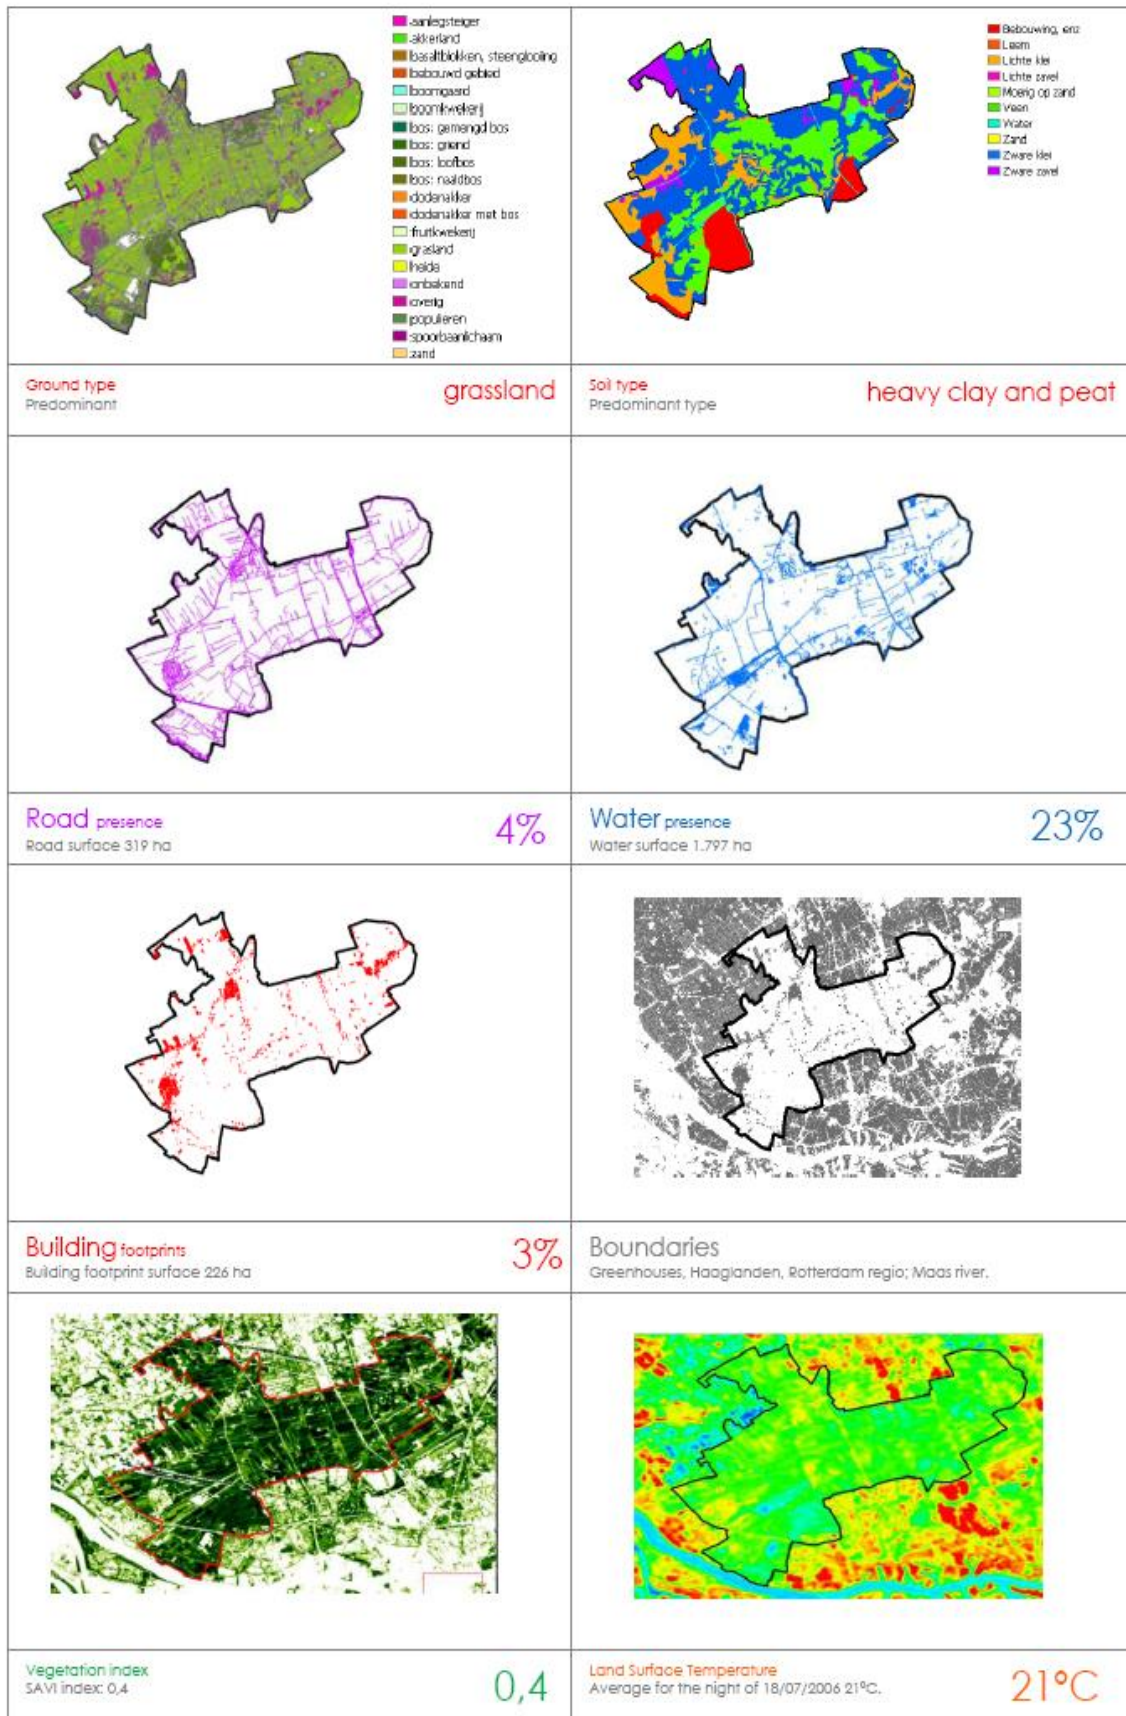 aanlegsteiger
akkerland
basaltblokken, steenglooiing
bebouwd gebied
boomgaard
boomkwekerij
bos: gemengd bos
bos: griend
bos: loofbos
bos: naaldbos
dodenakker
dodenakker met bos
fruitkwekerij
grasland
heide
onbekend
overig
populieren
spoorbaanlichaam
zand
Bebouwing, enz
Leem
Lichte klei
Lichte zavel
Moerig op zand
Veen
Water
Zand
Zware klei
Zware zavel
Ground type
Predominant
grassland
Soil type
Predominant type
heavy clay and peat
Road presence
Road surface 319 ha
4%
Water presence
Water surface 1.797 ha
23%
Building footprints
Building footprint surface 226 ha
3%
Boundaries
Greenhouses, Haaglanden, Rotterdam regio; Maas river.
Vegetation index
SAVI index: 0,4
0,4
Land Surface Temperature
Average for the night of 18/07/2006 21ºC.
21ºC